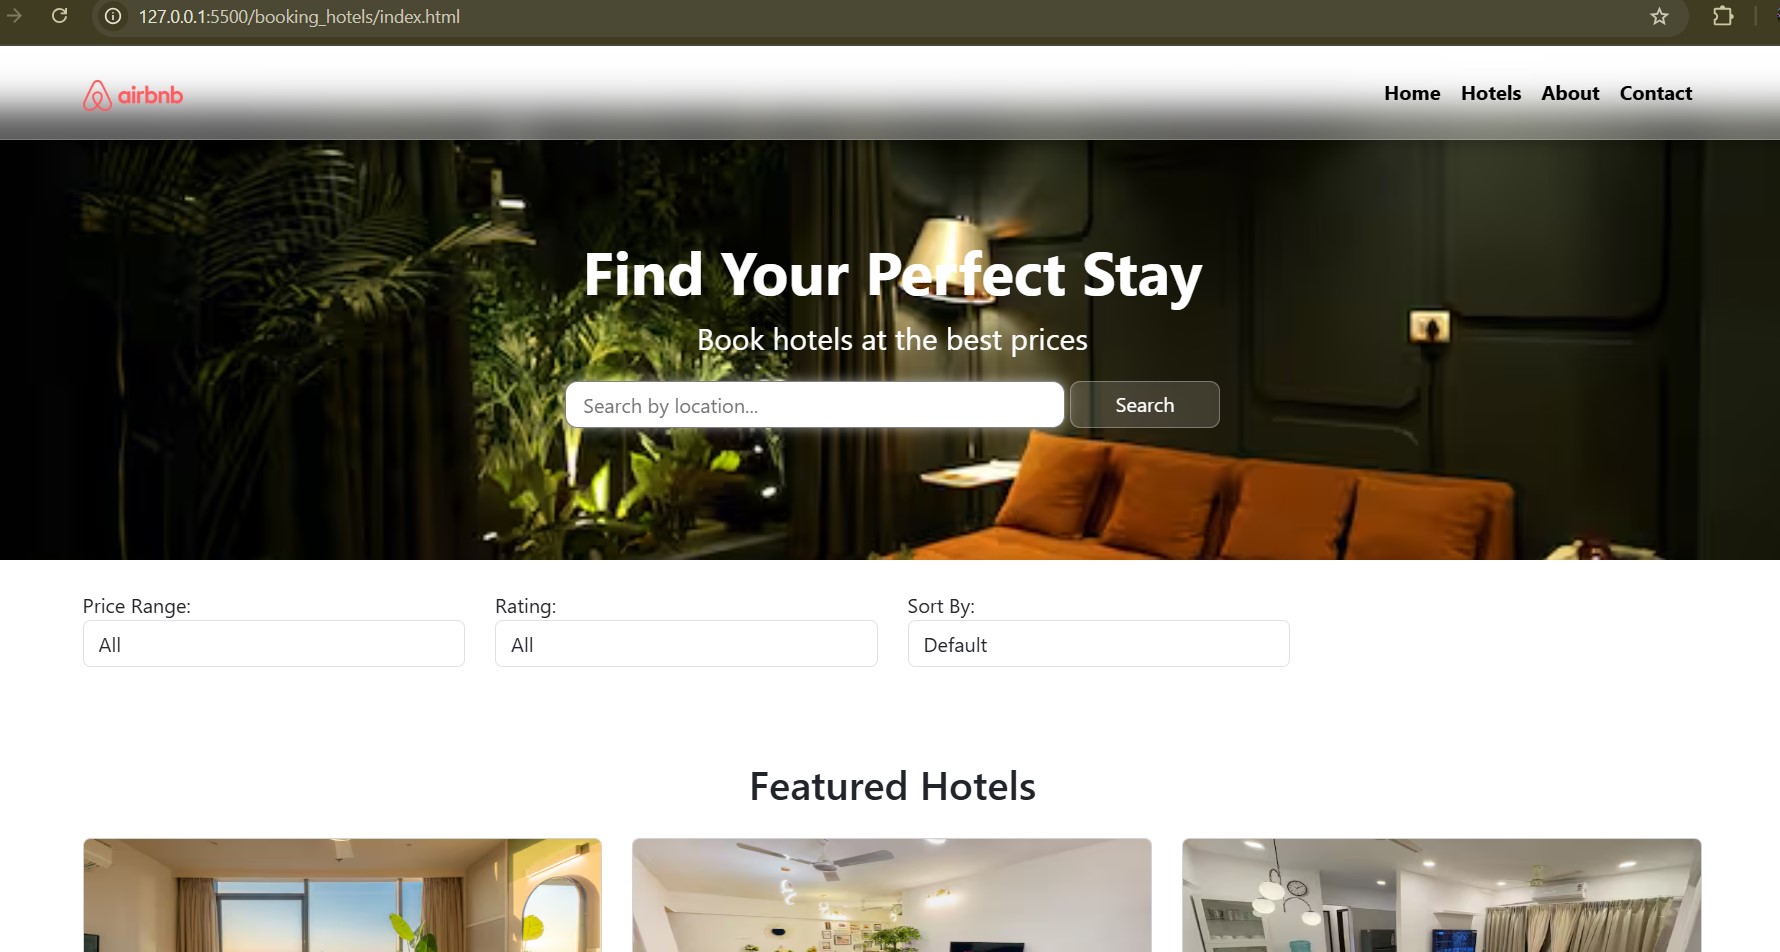 127.0.0.1:5500/booking_hotels/index.html
airbnb
Home Hotels About Contact
Find Your Perfect Stay
Book hotels at the best prices
Search by location... Search
Price Range: Rating: Sort By:
All All Default
Featured Hotels